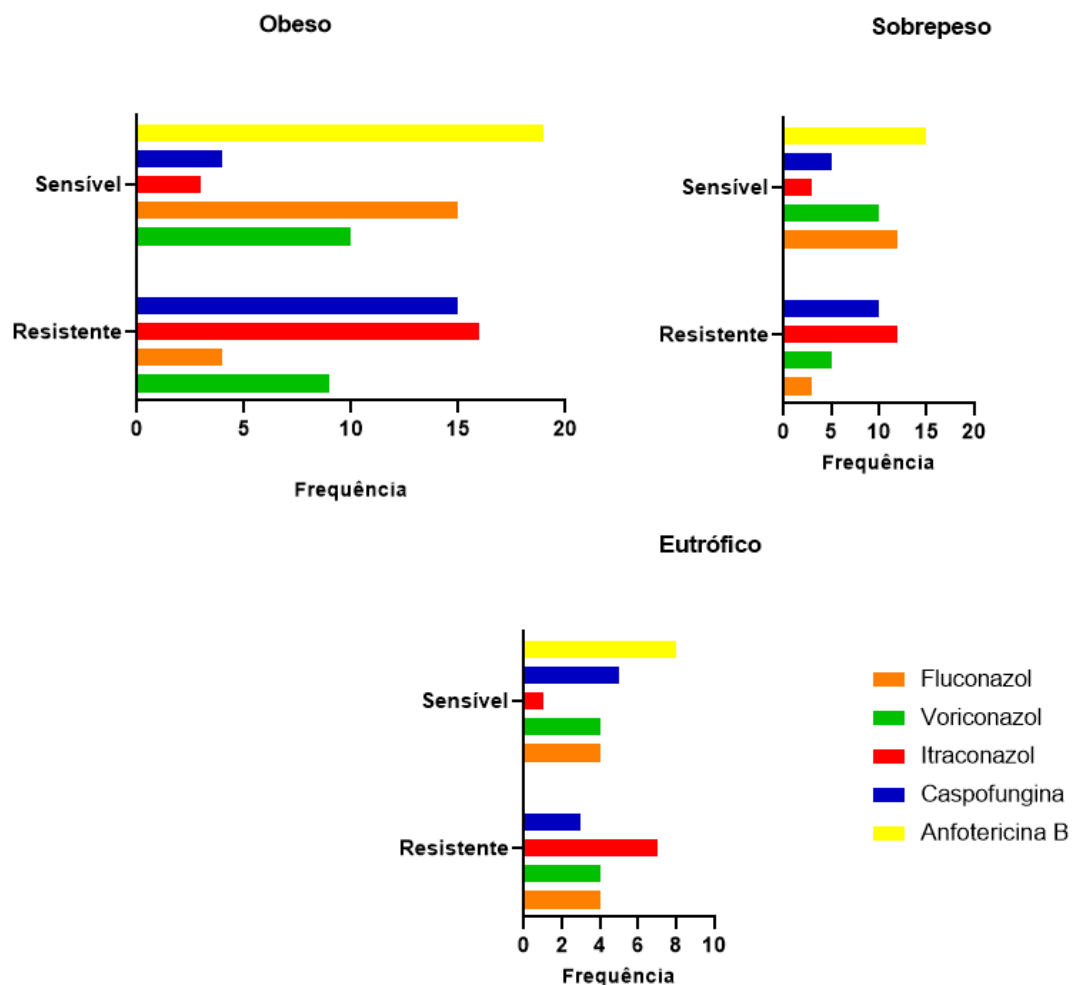 Obeso
Sensível
Resistente
0 5 10 15 20
Frequência
Sobrepeso
Sensível
Resistente
0 5 10 15 20
Frequência
Eutrófico
Sensível
Resistente
0 2 4 6 8 10
Frequência
Fluconazol
Voriconazol
Itraconazol
Caspofungina
Anfotericina B